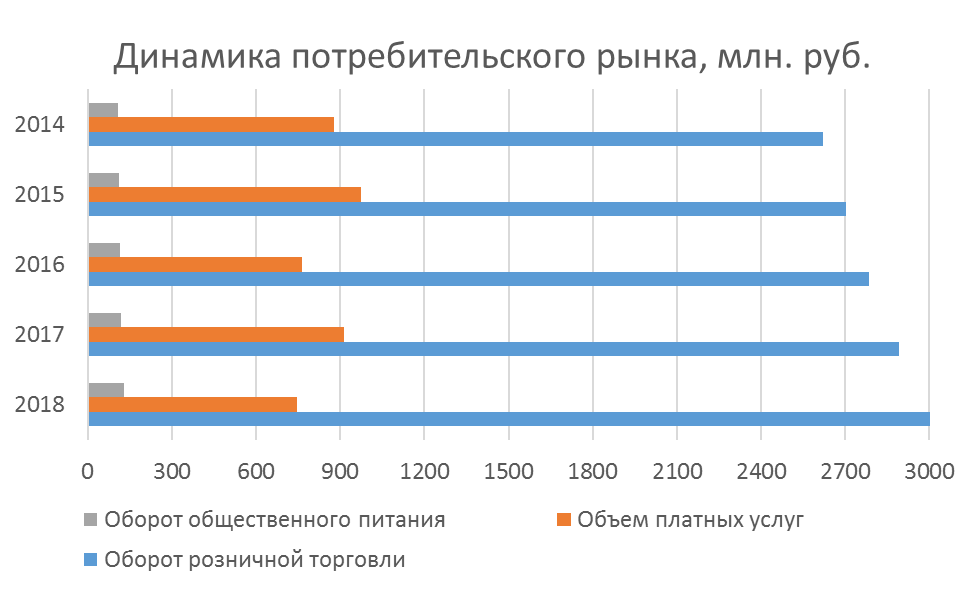 Динамика потребительского рынка, млн. руб.
2014
2015
2016
2017
2018
0 300 600 900 1200 1500 1800 2100 2400 2700 3000
Оборот общественного питания Объем платных услуг
Оборот розничной торговли